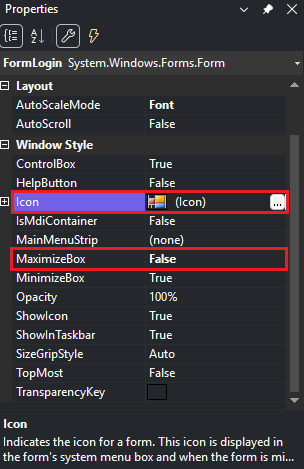 Properties
FormLogin System.Windows.Forms.Form
Layout
AutoScaleMode Font
AutoScroll False
Window Style
ControlBox True
HelpButton False
Icon (Icon) ...
IsMdiContainer False
MainMenuStrip (none)
MaximizeBox False
MinimizeBox True
Opacity 100%
ShowIcon True
ShowInTaskbar True
SizeGripStyle Auto
TopMost False
TransparencyKey
Icon
Indicates the icon for a form. This icon is displayed in
the form's system menu box and when the form is mi...